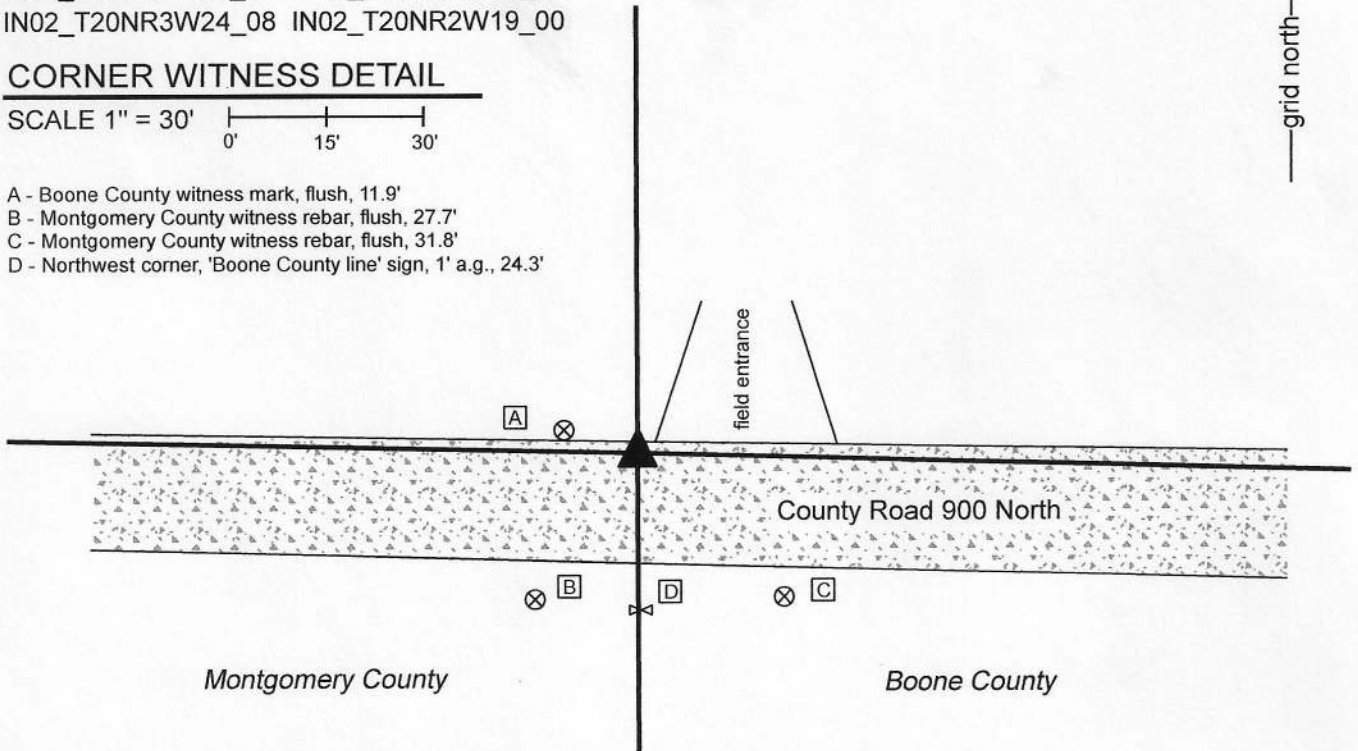 IN02_T20NR3W24_08 IN02_T20NR2W19_00
CORNER WITNESS DETAIL
SCALE 1" = 30'
0' 15' 30'
grid north
A - Boone County witness mark, flush, 11.9'
B - Montgomery County witness rebar, flush, 27.7'
C - Montgomery County witness rebar, flush, 31.8'
D - Northwest corner, 'Boone County line' sign, 1' a.g., 24.3'
field entrance
A
County Road 900 North
B
D
C
Montgomery County
Boone County